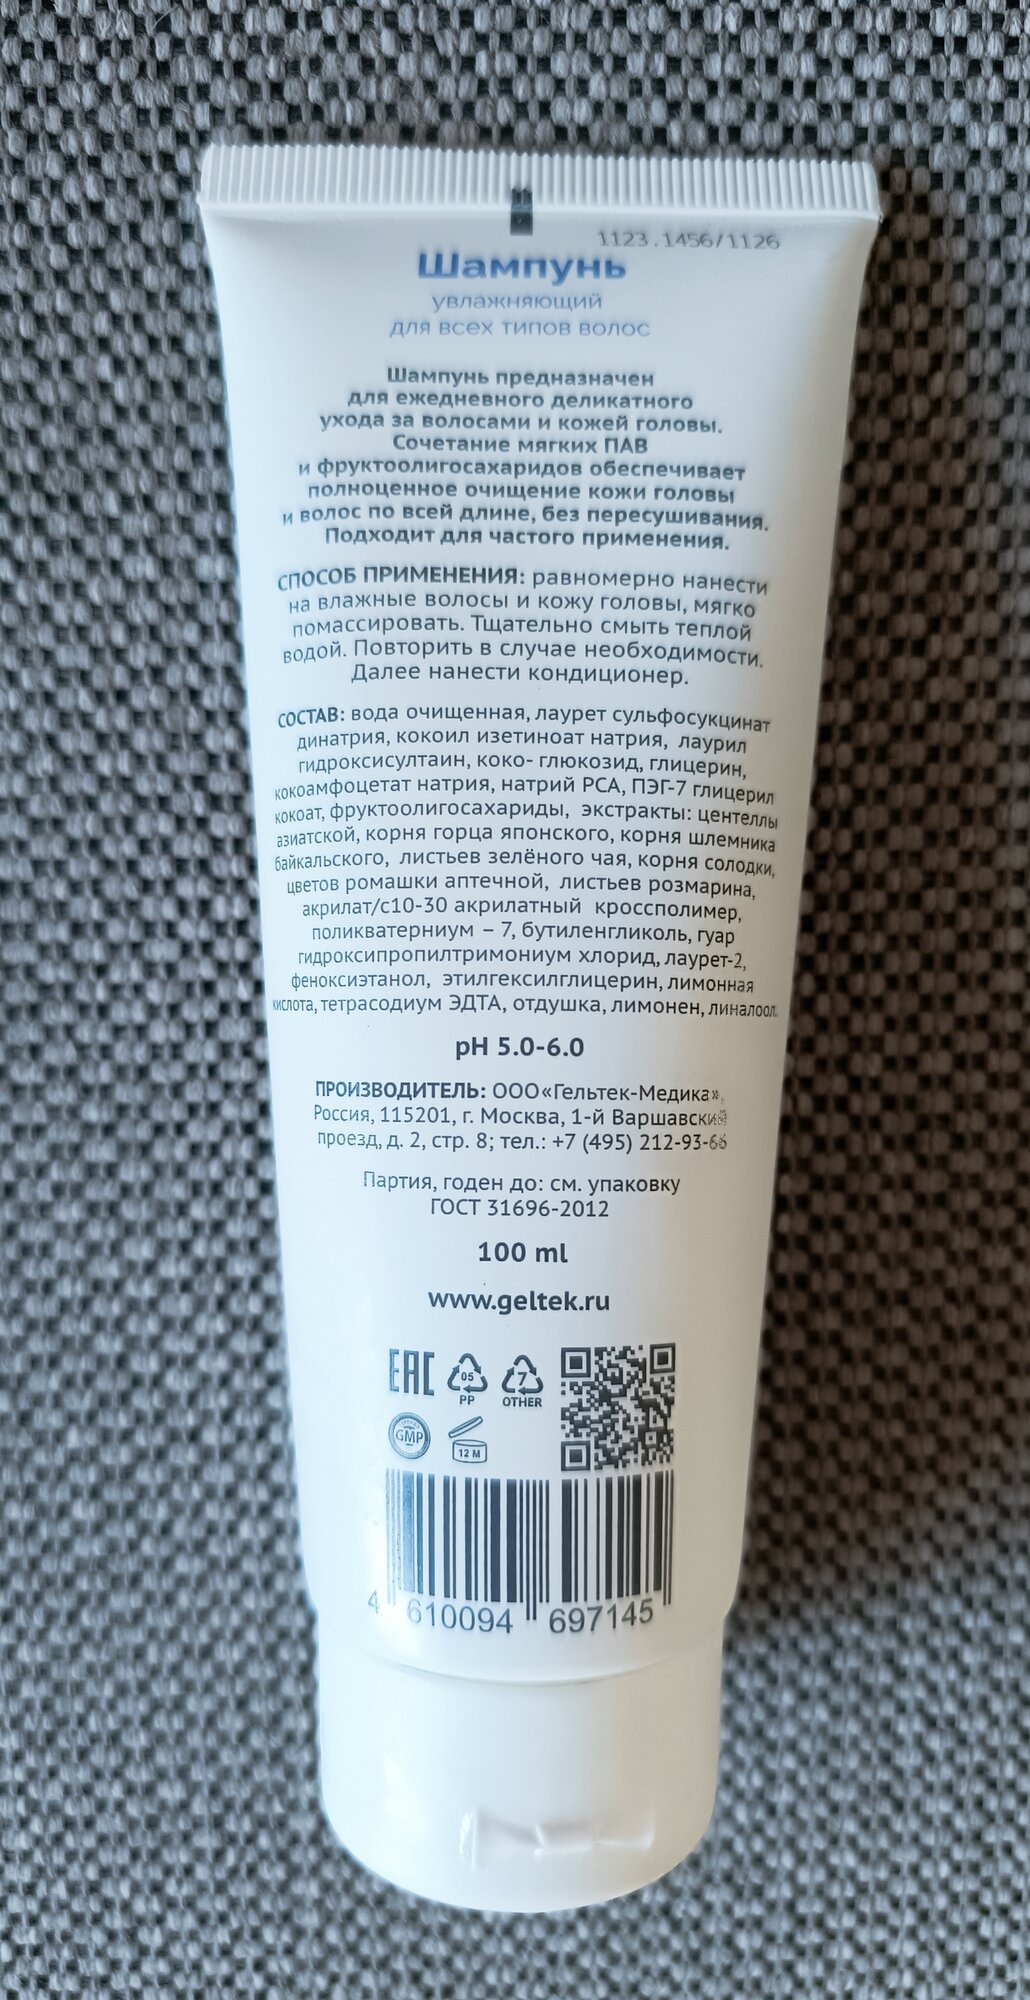 1123.1456/1126
Шампунь
увлажняющий
для всех типов волос
Шампунь предназначен
для ежедневного деликатного
ухода за волосами и кожей головы.
Сочетание мягких ПАВ
и фруктоолигосахаридов обеспечивает
полноценное очищение кожи головы
и волос по всей длине, без пересушивания.
Подходит для частого применения.
СПОСОБ ПРИМЕНЕНИЯ: равномерно нанести
на влажные волосы и кожу головы, мягко
помассировать. Тщательно смыть теплой
водой. Повторить в случае необходимости.
Далее нанести кондиционер.
СОСТАВ: вода очищенная, лаурет сульфосукцинат
динатрия, кокоил изетиноат натрия, лаурил
гидроксисултаин, коко- глюкозид, глицерин,
кокоамфоцетат натрия, натрий PCA, ПЭГ-7 глицерил
кокоат, фруктоолигосахариды, экстракты: центеллы
азиатской, корня горца японского, корня шлемника
байкальского, листьев зелёного чая, корня солодки,
цветов ромашки аптечной, листьев розмарина,
акрилат/с10-30 акрилатный кроссполимер,
поликватерниум – 7, бутиленгликоль, гуар
гидроксипропилтримониум хлорид, лаурет-2,
феноксиэтанол, этилгексилглицерин, лимонная
кислота, тетрасодиум ЭДТА, отдушка, лимонен, линалоол.
pH 5.0-6.0
ПРОИЗВОДИТЕЛЬ: ООО«Гельтек-Медика»,
Россия, 115201, г. Москва, 1-й Варшавский
проезд, д. 2, стр. 8; тел.: +7 (495) 212-93-66
Партия, годен до: см. упаковку
ГОСТ 31696-2012
100 ml
www.geltek.ru
EAC
05
PP
7
OTHER
GMP
12 M
4 610094 697145